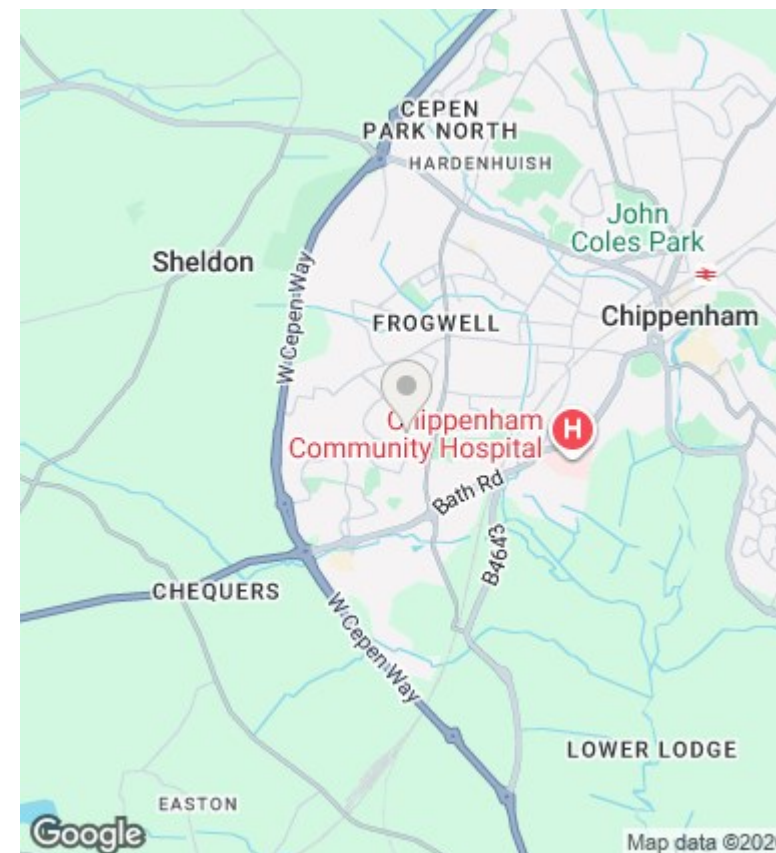 CEPEN
PARK NORTH
HARDENHUISH
John
Coles Park
Sheldon
W Cepen Way
FROGWELL
Chippenham
Chippenham
Community Hospital
H
Bath Rd
B4643
CHEQUERS
W Cepen Way
LOWER LODGE
EASTON
Google
Map data ©202